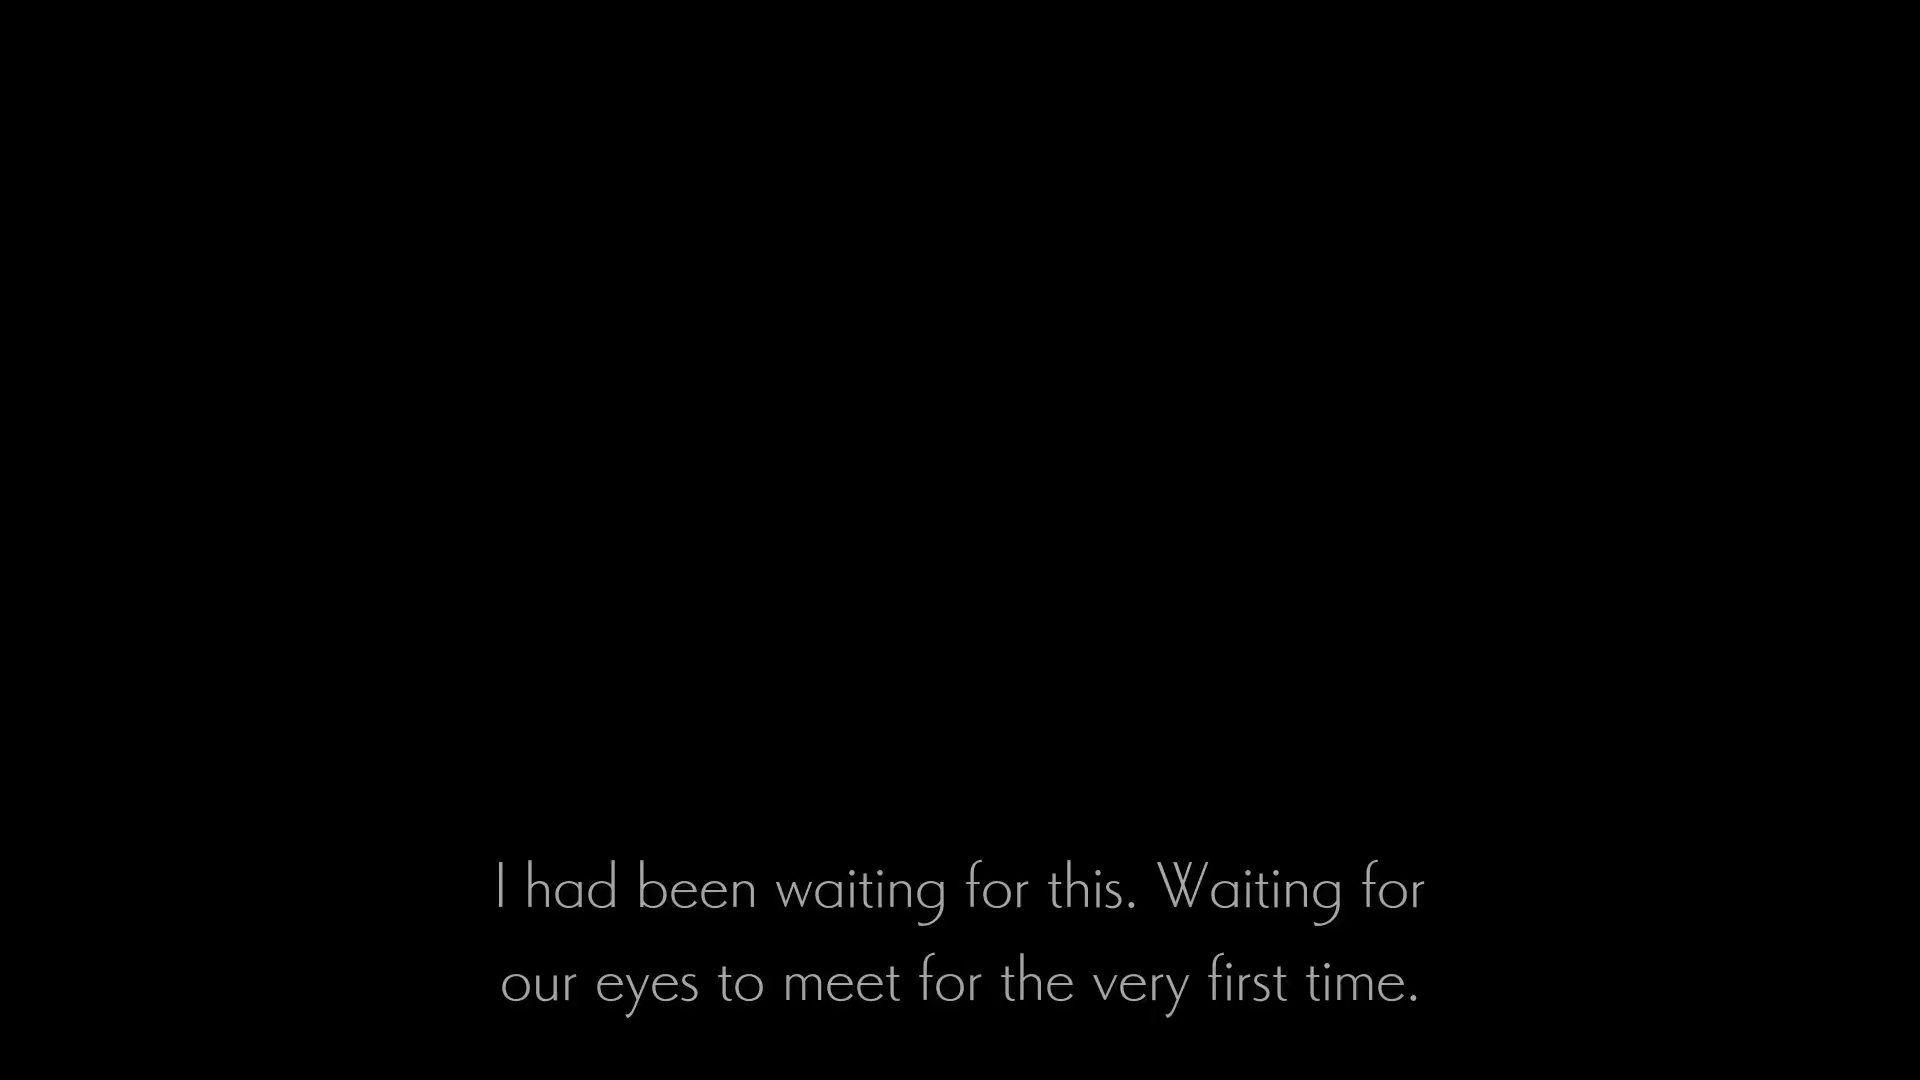 I had been waiting for this. Waiting for
our eyes to meet for the very first time.